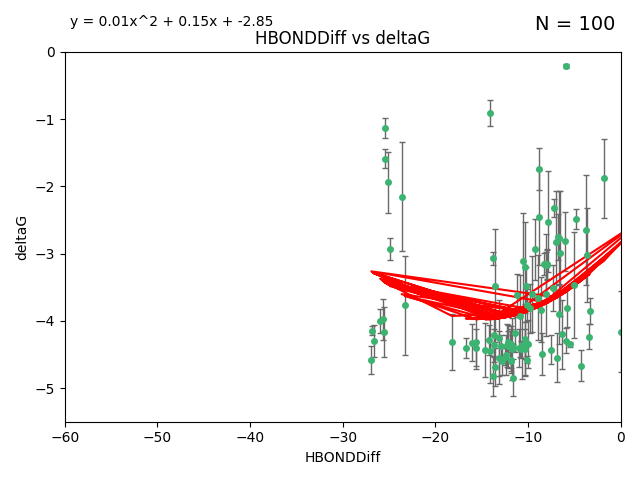 y = 0.01x^2 + 0.15x + -2.85
N = 100
HBONDDiff vs deltaG
0
−1
−2
−3
−4
−5
deltaG
−60 −50 −40 −30 −20 −10 0
HBONDDiff